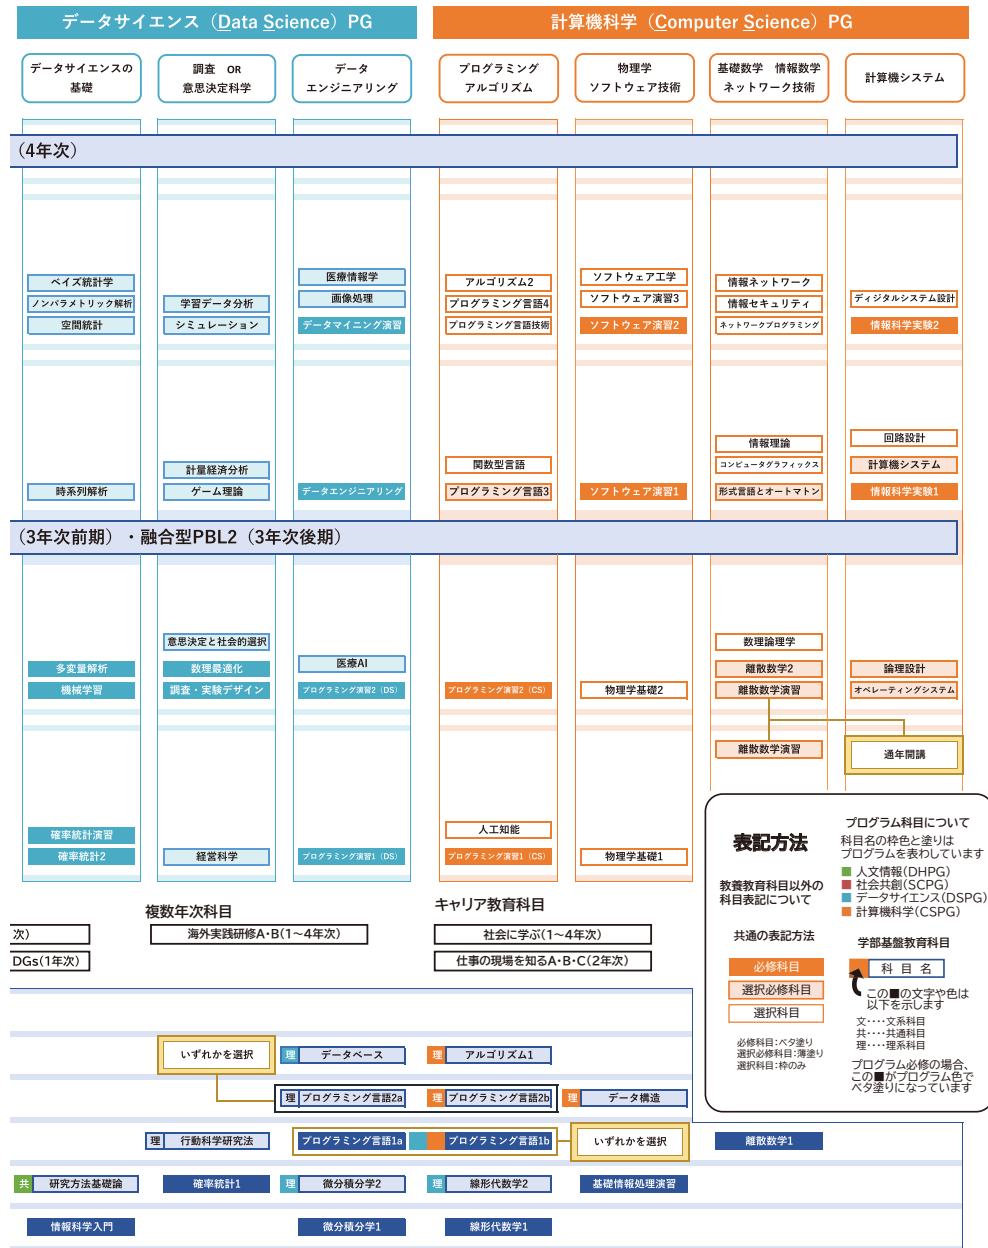 データサイエンス（Data Science）PG
計算機科学（Computer Science）PG
データサイエンスの
基礎
調査　OR
意思決定科学
データ
エンジニアリング
プログラミング
アルゴリズム
物理学
ソフトウェア技術
基礎数学　情報数学
ネットワーク技術
計算機システム
（4年次）
ベイズ統計学
ノンパラメトリック解析
空間統計
学習データ分析
シミュレーション
医療情報学
画像処理
データマイニング演習
アルゴリズム2
プログラミング言語4
プログラミング言語技術
ソフトウェア工学
ソフトウェア演習3
ソフトウェア演習2
情報ネットワーク
情報セキュリティ
ネットワークプログラミング
ディジタルシステム設計
情報科学実験2
時系列解析
計量経済分析
ゲーム理論
データエンジニアリング
関数型言語
プログラミング言語3
ソフトウェア演習1
情報理論
コンピュータグラフィックス
形式言語とオートマトン
回路設計
計算機システム
情報科学実験1
（3年次前期）・融合型PBL2（3年次後期）
多変量解析
機械学習
意思決定と社会的選択
数理最適化
調査・実験デザイン
医療AI
プログラミング演習2（DS）
プログラミング演習2（CS）
物理学基礎2
数理論理学
離散数学2
離散数学演習
論理設計
オペレーティングシステム
離散数学演習
通年開講
確率統計演習
確率統計2
経営科学
プログラミング演習1（DS）
人工知能
プログラミング演習1（CS）
物理学基礎1
表記方法
教養教育科目以外の
科目表記について
共通の表記方法
必修科目
選択必修科目
選択科目
必修科目：ベタ塗り
選択必修科目：薄塗り
選択科目：枠のみ
プログラム科目について
科目名の枠色と塗りは
プログラムを表わしています
人文情報（DHPG）
社会共創（SCPG）
データサイエンス（DSPG）
計算機科学（CSPG）
学部基盤教育科目
科　目　名
この■の文字や色は
以下を示します
文････文系科目
共････共通科目
理････理系科目
プログラム必修の場合、
この■がプログラム色で
ベタ塗りになっています
次）
DGs（1年次）
複数年次科目
海外実践研修A・B（1〜4年次）
キャリア教育科目
社会に学ぶ（1〜4年次）
仕事の現場を知るA・B・C（2年次）
いずれかを選択
理 データベース
理 アルゴリズム1
理 プログラミング言語2a
理 プログラミング言語2b
理 データ構造
理 行動科学研究法
プログラミング言語1a
プログラミング言語1b
いずれかを選択
離散数学1
共 研究方法基礎論
確率統計1
理 微分積分学2
理 線形代数学2
基礎情報処理演習
情報科学入門
微分積分学1
線形代数学1